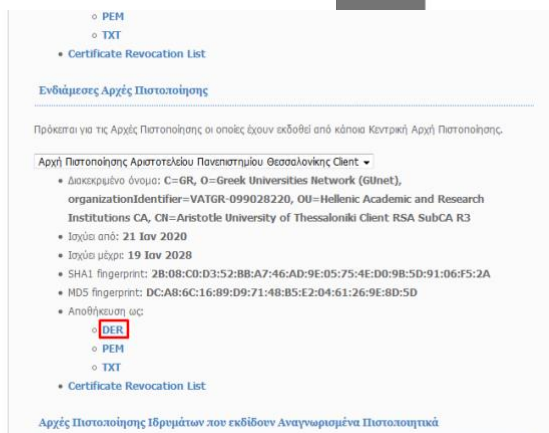 PEM
TXT
Certificate Revocation List
Ενδιάμεσες Αρχές Πιστοποίησης
Πρόκειται για τις Αρχές Πιστοποίησης οι οποίες έχουν εκδοθεί από κάποια Κεντρική Αρχή Πιστοποίησης.
Αρχή Πιστοποίησης Αριστοτελείου Πανεπιστημίου Θεσσαλονίκης Client
Διακεκριμένο όνομα: C=GR, O=Greek Universities Network (GUnet),
organizationIdentifier=VATGR-099028220, OU=Hellenic Academic and Research
Institutions CA, CN=Aristotle University of Thessaloniki Client RSA SubCA R3
Ισχύει από: 21 Ιαν 2020
Ισχύει μέχρι: 19 Ιαν 2028
SHA1 fingerprint: 2B:08:C0:D3:52:BB:A7:46:AD:9E:05:75:4E:D0:9B:5D:91:06:F5:2A
MD5 fingerprint: DC:A8:6C:16:89:D9:71:48:B5:E2:04:61:26:9E:8D:5D
Αποθήκευση ως:
DER
PEM
TXT
Certificate Revocation List
Αρχές Πιστοποίησης Ιδρυμάτων που εκδίδουν Αναγνωρισμένα Πιστοποιητικά